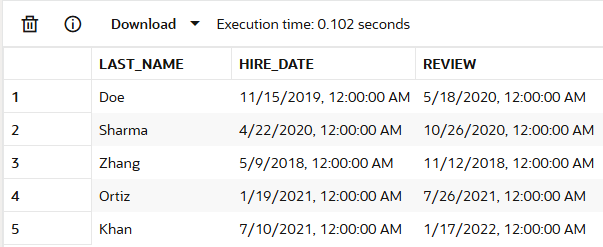 Download Execution time: 0.102 seconds
LAST_NAME HIRE_DATE REVIEW
1 Doe 11/15/2019, 12:00:00 AM 5/18/2020, 12:00:00 AM
2 Sharma 4/22/2020, 12:00:00 AM 10/26/2020, 12:00:00 AM
3 Zhang 5/9/2018, 12:00:00 AM 11/12/2018, 12:00:00 AM
4 Ortiz 1/19/2021, 12:00:00 AM 7/26/2021, 12:00:00 AM
5 Khan 7/10/2021, 12:00:00 AM 1/17/2022, 12:00:00 AM